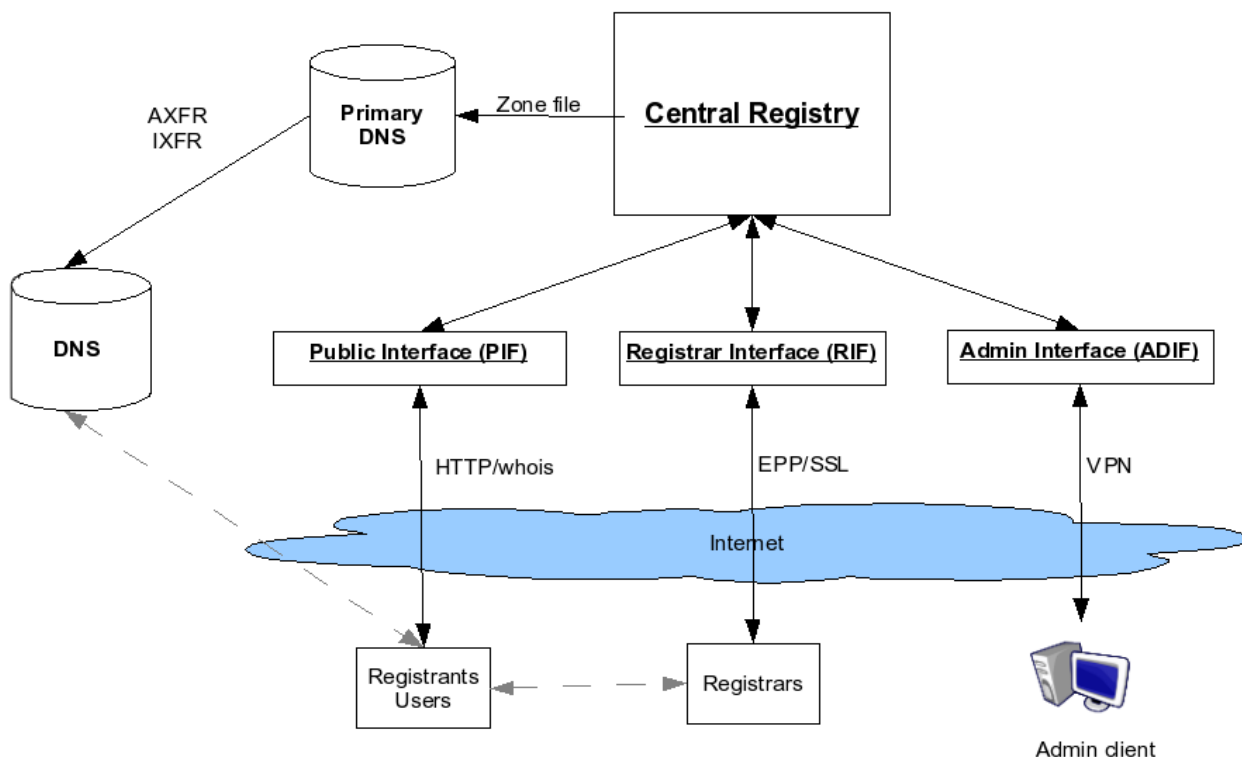 AXFR
IXFR
Primary
DNS
Zone file
Central Registry
DNS
Public Interface (PIF)
Registrar Interface (RIF)
Admin Interface (ADIF)
HTTP/whois
EPP/SSL
VPN
Internet
Registrants
Users
Registrars
Admin client